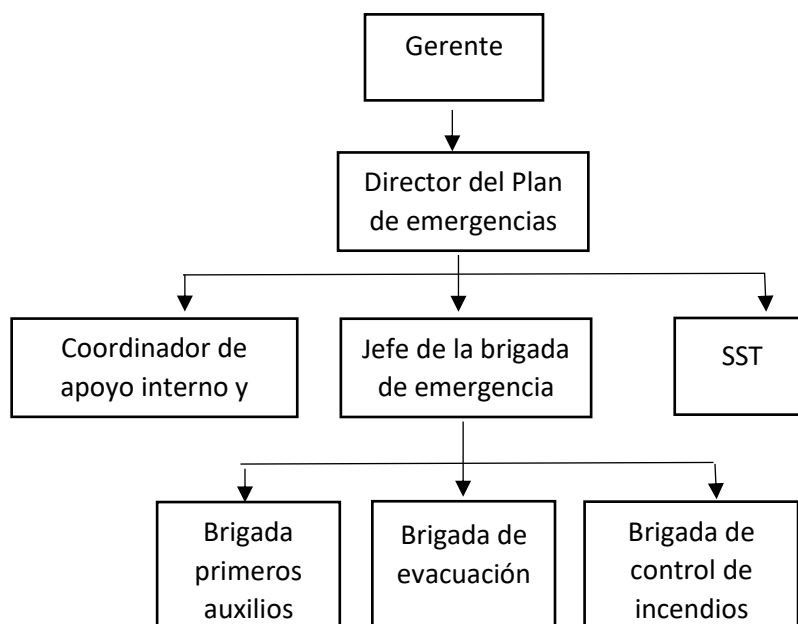 Gerente
Director del Plan
de emergencias
Coordinador de
apoyo interno y
Jefe de la brigada
de emergencia
SST
Brigada
primeros
auxilios
Brigada de
evacuación
Brigada de
control de
incendios